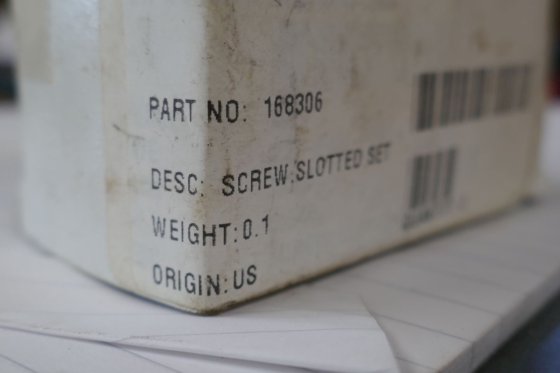 PART NO: 168306
DESC: SCREW,SLOTTED SET
WEIGHT:0.1
ORIGIN:US